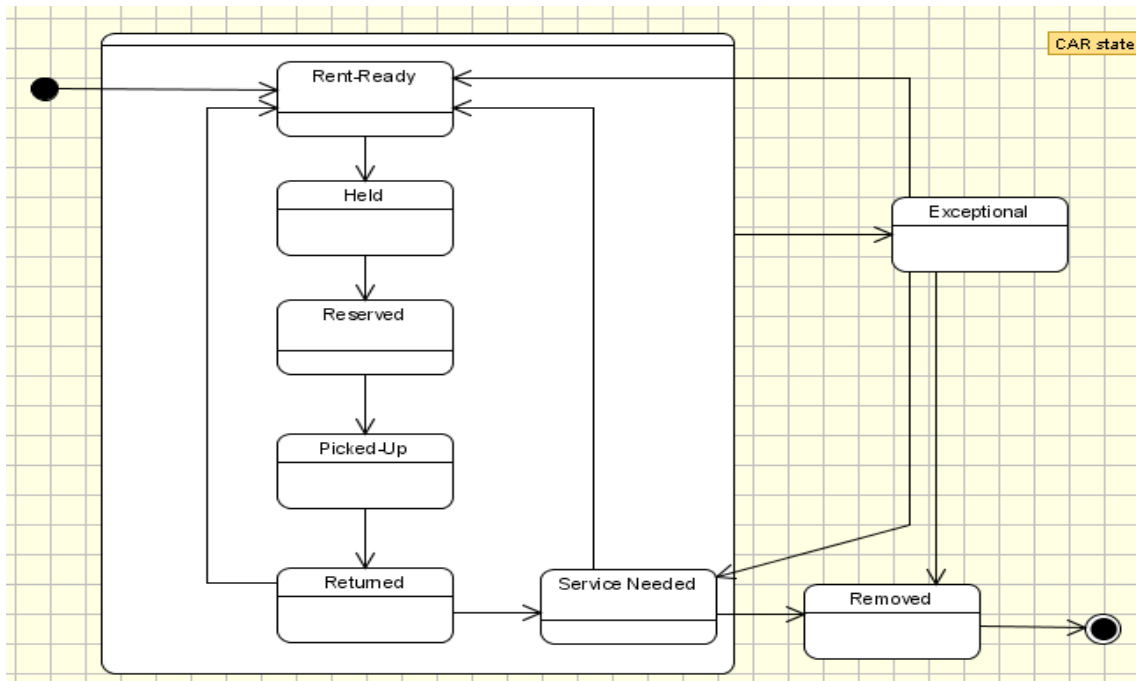 CAR state
Rent-Ready
Held
Exceptional
Reserved
Picked-Up
Returned
Service Needed
Removed